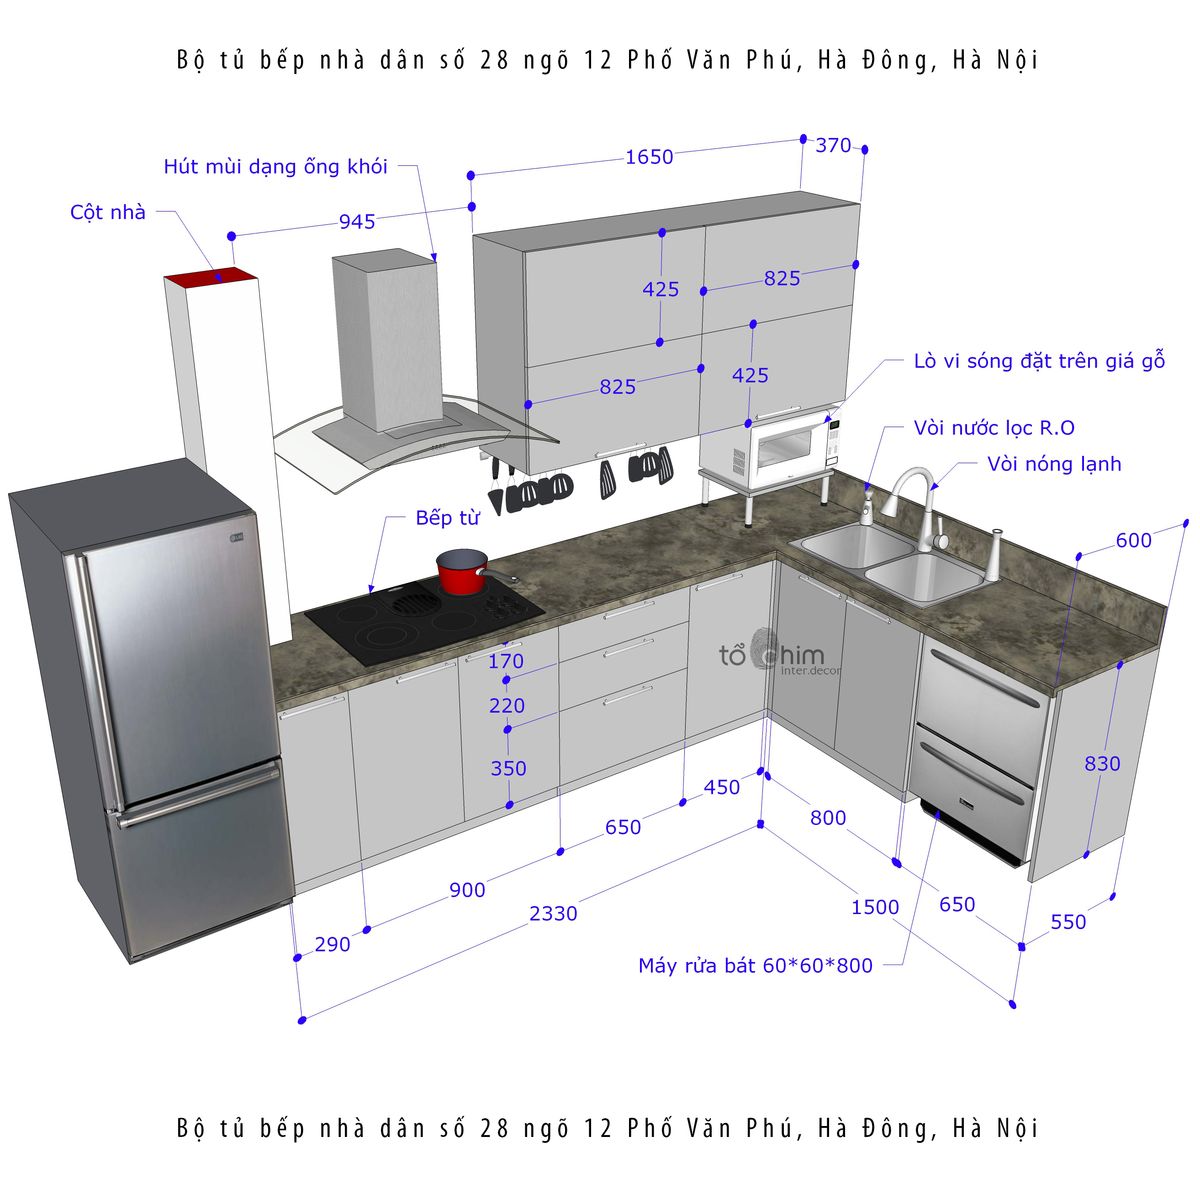 Bộ tủ bếp nhà dân số 28 ngõ 12 Phố Văn Phú, Hà Đông, Hà Nội
1650
370
Hút mùi dạng ống khói
Cột nhà
945
425
825
825
425
Lò vi sóng đặt trên giá gỗ
Vòi nước lọc R.O
Vòi nóng lạnh
Bếp từ
600
170
220
350
tổ chim
inter.decor
830
450
650
800
900
2330
290
1500
650
550
Máy rửa bát 60*60*800
Bộ tủ bếp nhà dân số 28 ngõ 12 Phố Văn Phú, Hà Đông, Hà Nội